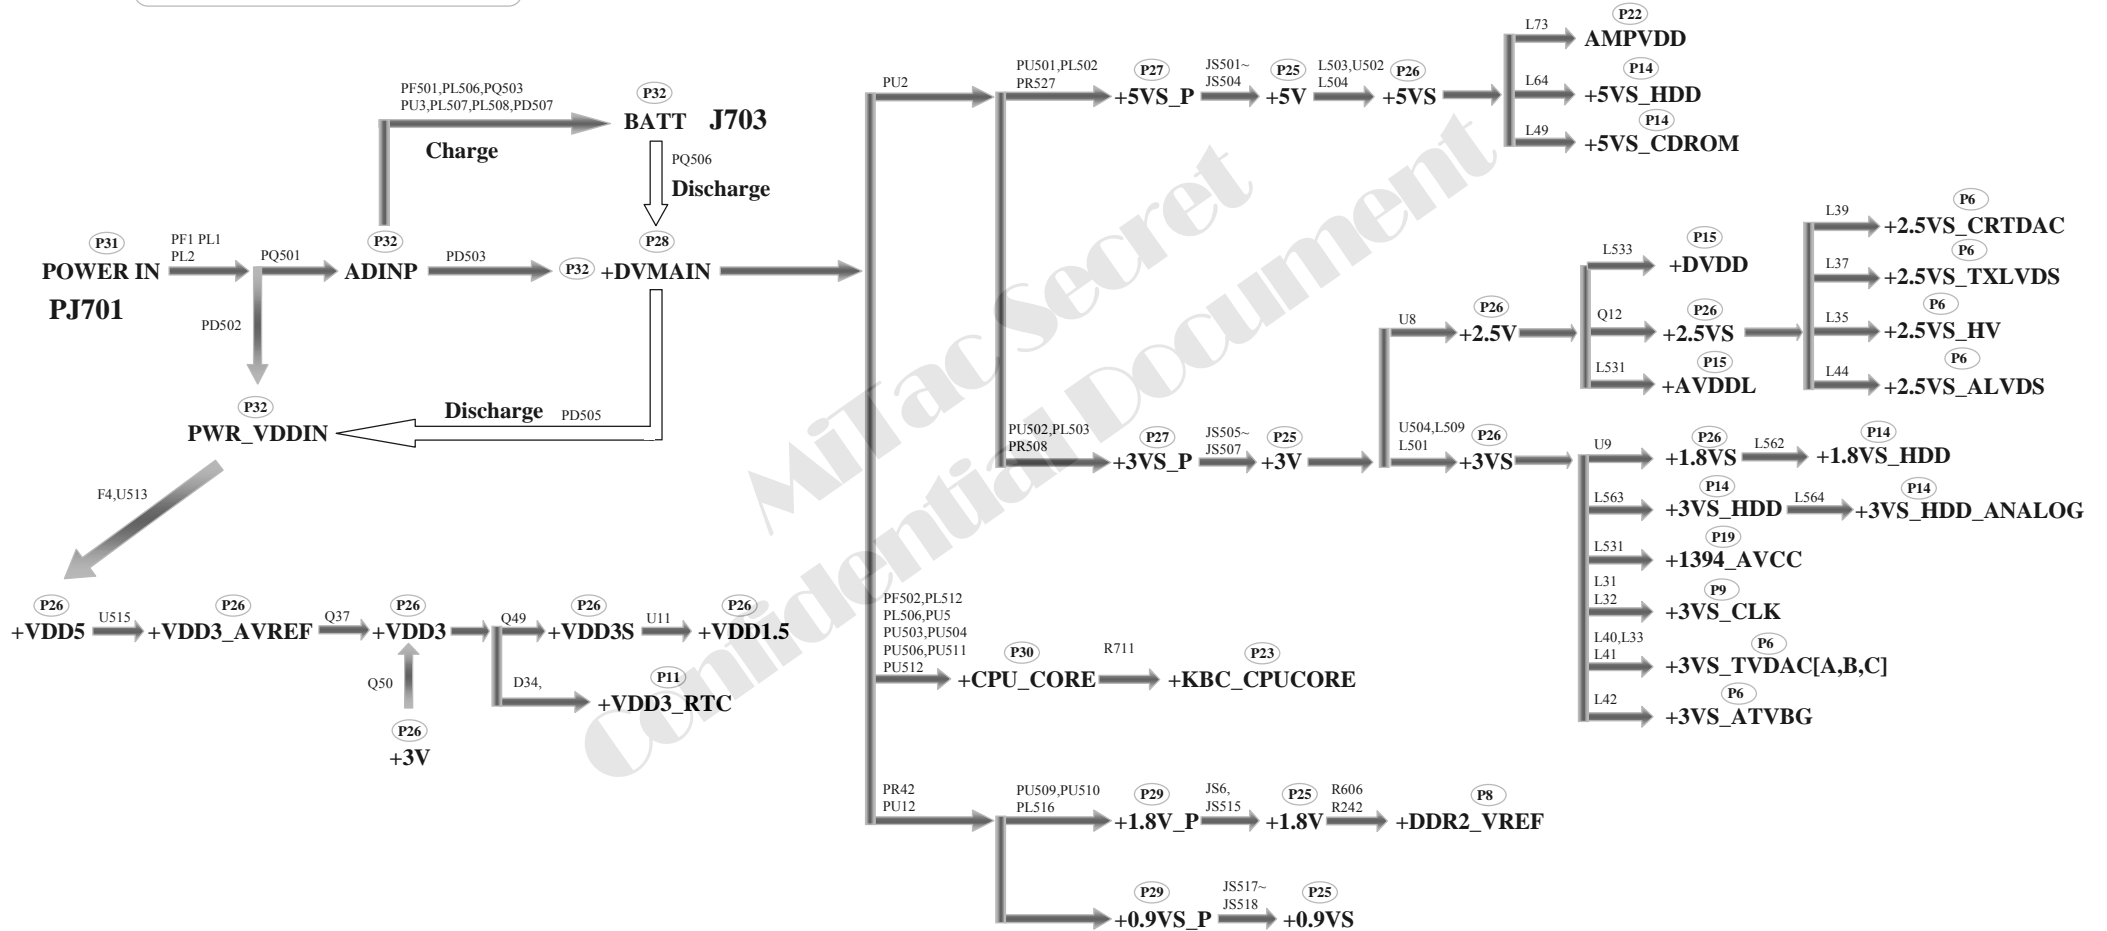 P31
POWER IN
PJ701
PF1 PL1
PL2
PQ501
PD502
P32
ADINP
PF501,PL506,PQ503
PU3,PL507,PL508,PD507
Charge
P32
BATT J703
PQ506
Discharge
PD503
P32
P28
+DVMAIN
Discharge PD505
P32
PWR_VDDIN
F4,U513
P26
+VDD5
U515
P26
+VDD3_AVREF
Q37
P26
+VDD3
Q50
P26
+3V
Q49
P26
+VDD3S
U11
P26
+VDD1.5
D34,
P11
+VDD3_RTC
PU2
PU501,PL502
PR527
P27
+5VS_P
JS501~
JS504
P25
+5V
L503,U502
L504
P26
+5VS
L73
P22
AMPVDD
L64
P14
+5VS_HDD
L49
P14
+5VS_CDROM
PU502,PL503
PR508
P27
+3VS_P
JS505~
JS507
P25
+3V
U8
P26
+2.5V
L533
P15
+DVDD
Q12
P26
+2.5VS
L531
P15
+AVDDL
L39
P6
+2.5VS_CRTDAC
L37
P6
+2.5VS_TXLVDS
L35
P6
+2.5VS_HV
L44
P6
+2.5VS_ALVDS
U504,L509
L501
P26
+3VS
U9
P26
+1.8VS
L562
P14
+1.8VS_HDD
L563
P14
+3VS_HDD
L564
P14
+3VS_HDD_ANALOG
L531
P19
+1394_AVCC
L31
L32
P9
+3VS_CLK
L40,L33
L41
P6
+3VS_TVDAC[A,B,C]
L42
P6
+3VS_ATVBG
PF502,PL512
PL506,PU5
PU503,PU504
PU506,PU511
PU512
P30
+CPU_CORE
R711
P23
+KBC_CPUCORE
PR42
PU12
PU509,PU510
PL516
P29
+1.8V_P
JS6,
JS515
P25
+1.8V
R606
R242
P8
+DDR2_VREF
P29
+0.9VS_P
JS517~
JS518
P25
+0.9VS
MiTac Secret
Confidential Document